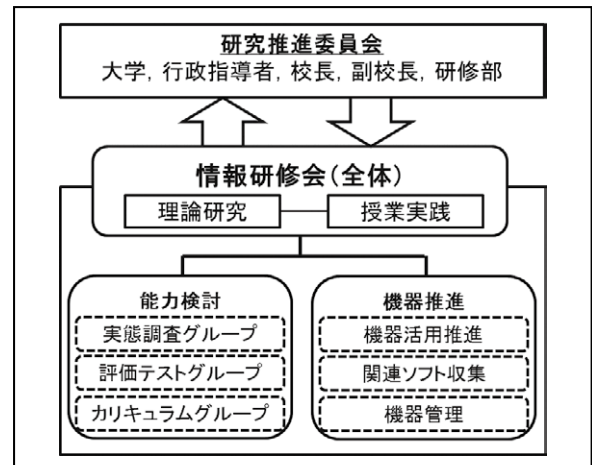 研究推進委員会
大学, 行政指導者, 校長, 副校長, 研修部
情報研修会(全体)
理論研究
授業実践
能力検討
実態調査グループ
評価テストグループ
カリキュラムグループ
機器推進
機器活用推進
関連ソフト収集
機器管理